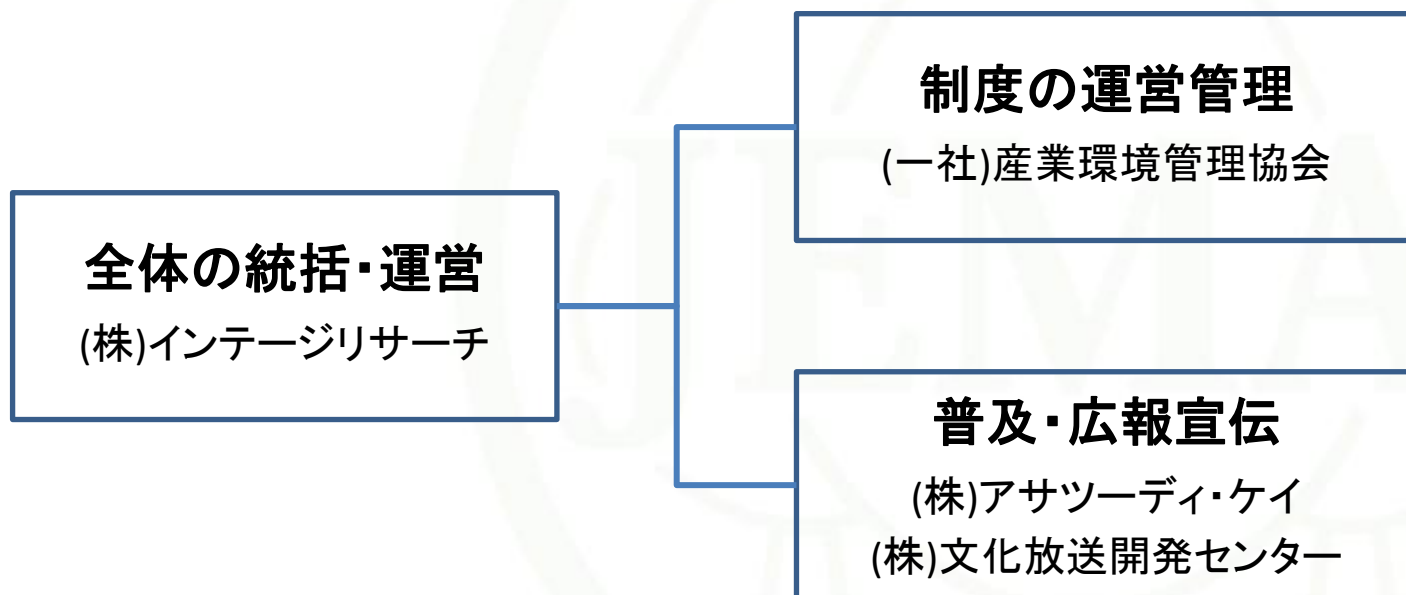 全体の統括・運営
(株)インテージリサーチ
制度の運営管理
(一社)産業環境管理協会
普及・広報宣伝
(株)アサツーディ・ケイ
(株)文化放送開発センター
JEMA